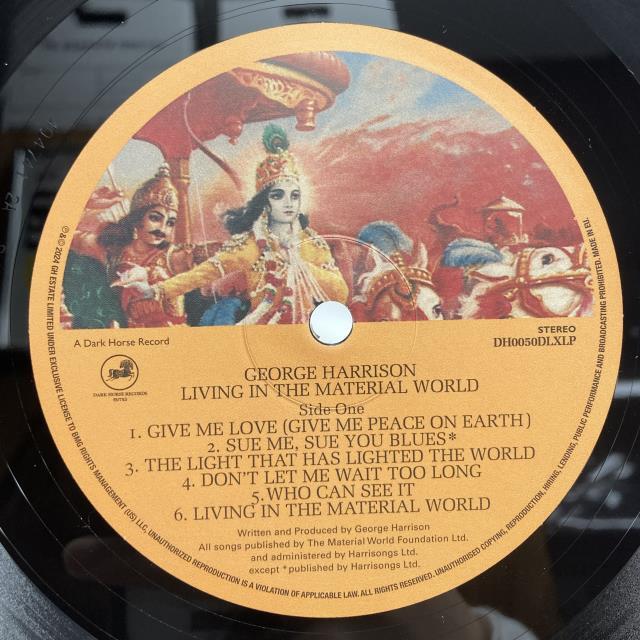 A Dark Horse Record
STEREO
DH0050DLXLP
DARK HORSE RECORDS
GEORGE HARRISON
LIVING IN THE MATERIAL WORLD
Side One
1. GIVE ME LOVE (GIVE ME PEACE ON EARTH)
2. SUE ME, SUE YOU BLUES*
3. THE LIGHT THAT HAS LIGHTED THE WORLD
4. DON'T LET ME WAIT TOO LONG
5. WHO CAN SEE IT
6. LIVING IN THE MATERIAL WORLD
Written and Produced by George Harrison
All songs published by The Material World Foundation Ltd.
and administered by Harrisongs Ltd.
except *published by Harrisongs Ltd.
℗ & © 2024 GH ESTATE LIMITED UNDER EXCLUSIVE LICENSE TO BMG RIGHTS MANAGEMENT (US) LLC, UNAUTHORIZED REPRODUCTION IS A VIOLATION OF APPLICABLE LAW. ALL RIGHTS RESERVED. UNAUTHORISED COPYING, REPRODUCTION, HIRING, LENDING, PUBLIC PERFORMANCE AND BROADCASTING PROHIBITED. MADE IN EU.